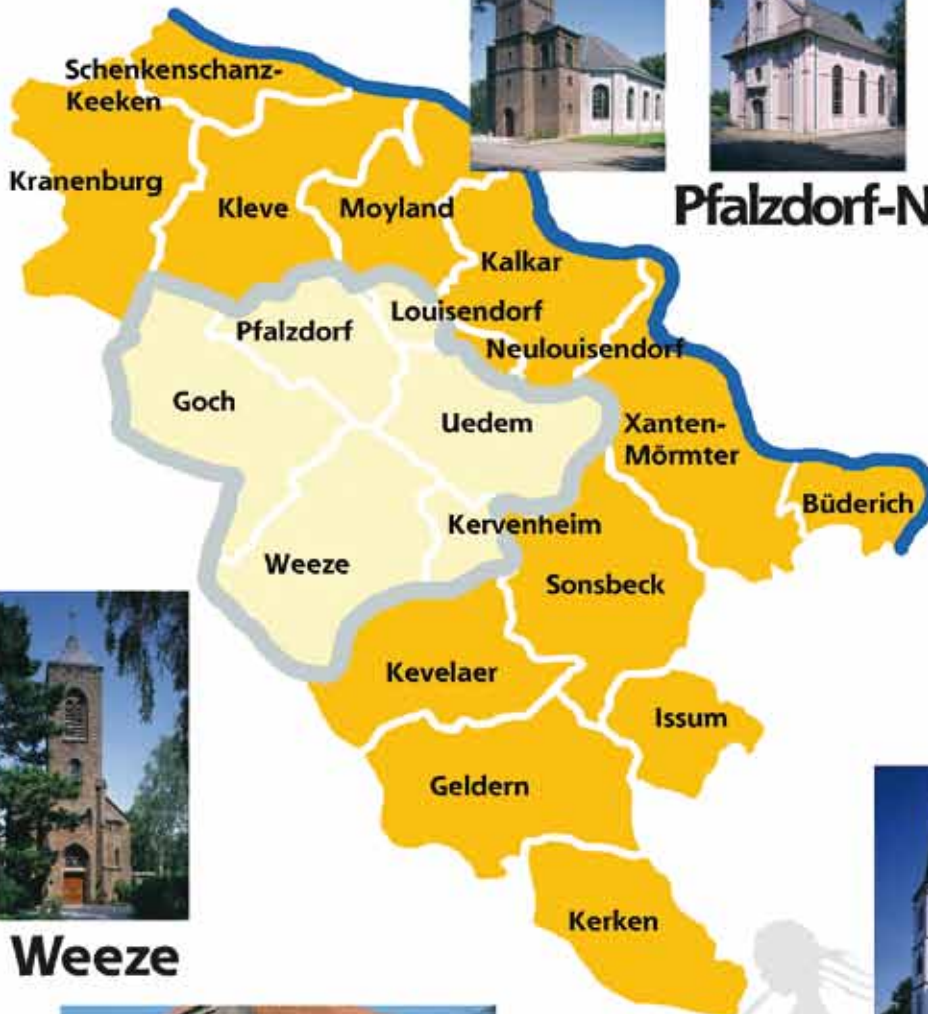 Schenkenschanz-
Keeken
Kranenburg
Kleve
Moyland
Pfalzdorf-N
Kalkar
Louisendorf
Pfalzdorf
Neulouisendorf
Goch
Uedem
Xanten-
Mörmter
Büderich
Kervenheim
Weeze
Sonsbeck
Kevelaer
Issum
Geldern
Kerken
Weeze